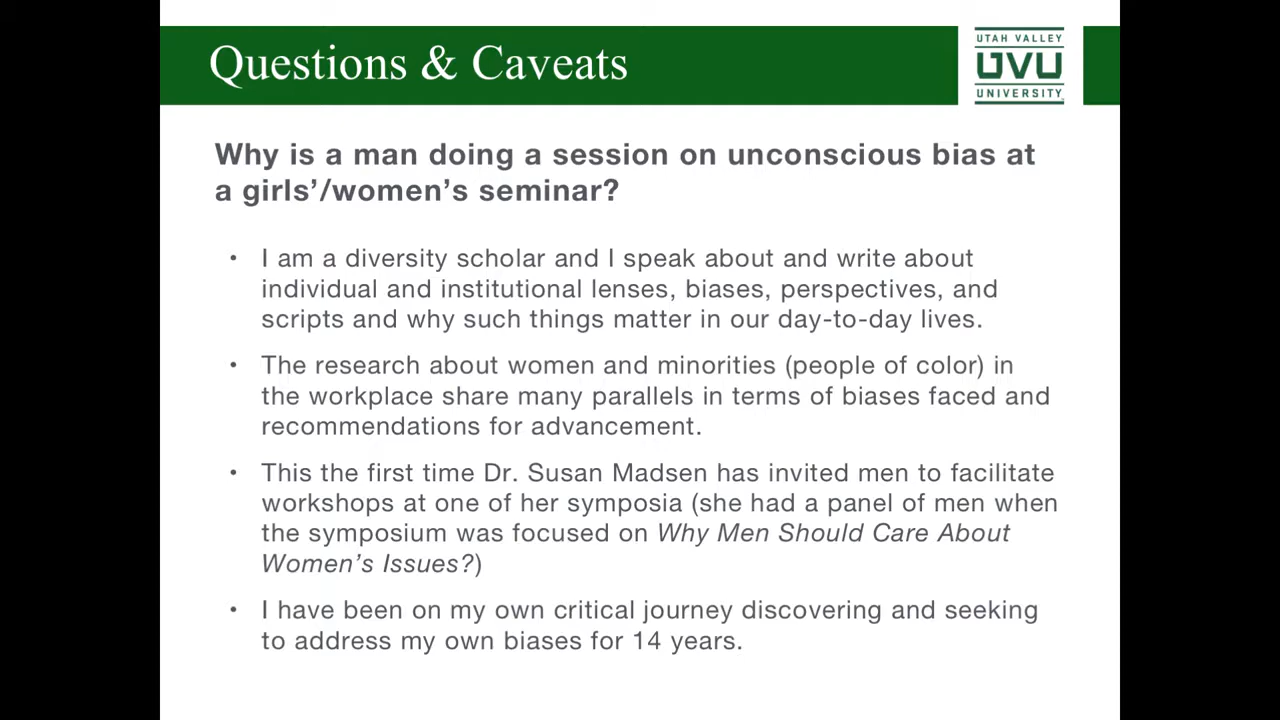 Questions & Caveats
UTAH VALLEY
UVU
UNIVERSITY
Why is a man doing a session on unconscious bias at
a girls’/women’s seminar?
• I am a diversity scholar and I speak about and write about
individual and institutional lenses, biases, perspectives, and
scripts and why such things matter in our day-to-day lives.
• The research about women and minorities (people of color) in
the workplace share many parallels in terms of biases faced and
recommendations for advancement.
• This the first time Dr. Susan Madsen has invited men to facilitate
workshops at one of her symposia (she had a panel of men when
the symposium was focused on Why Men Should Care About
Women’s Issues?)
• I have been on my own critical journey discovering and seeking
to address my own biases for 14 years.